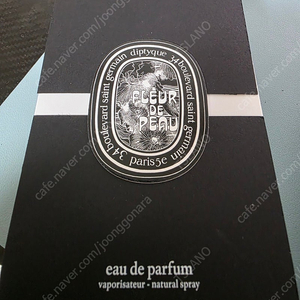 34 boulevard saint germain diptyque 34 boulevard saint germain
paris5e
FLEUR
DE
PEAU
eau de parfum
vaporisateur - natural spray
cafe.naver.com/joonggonara